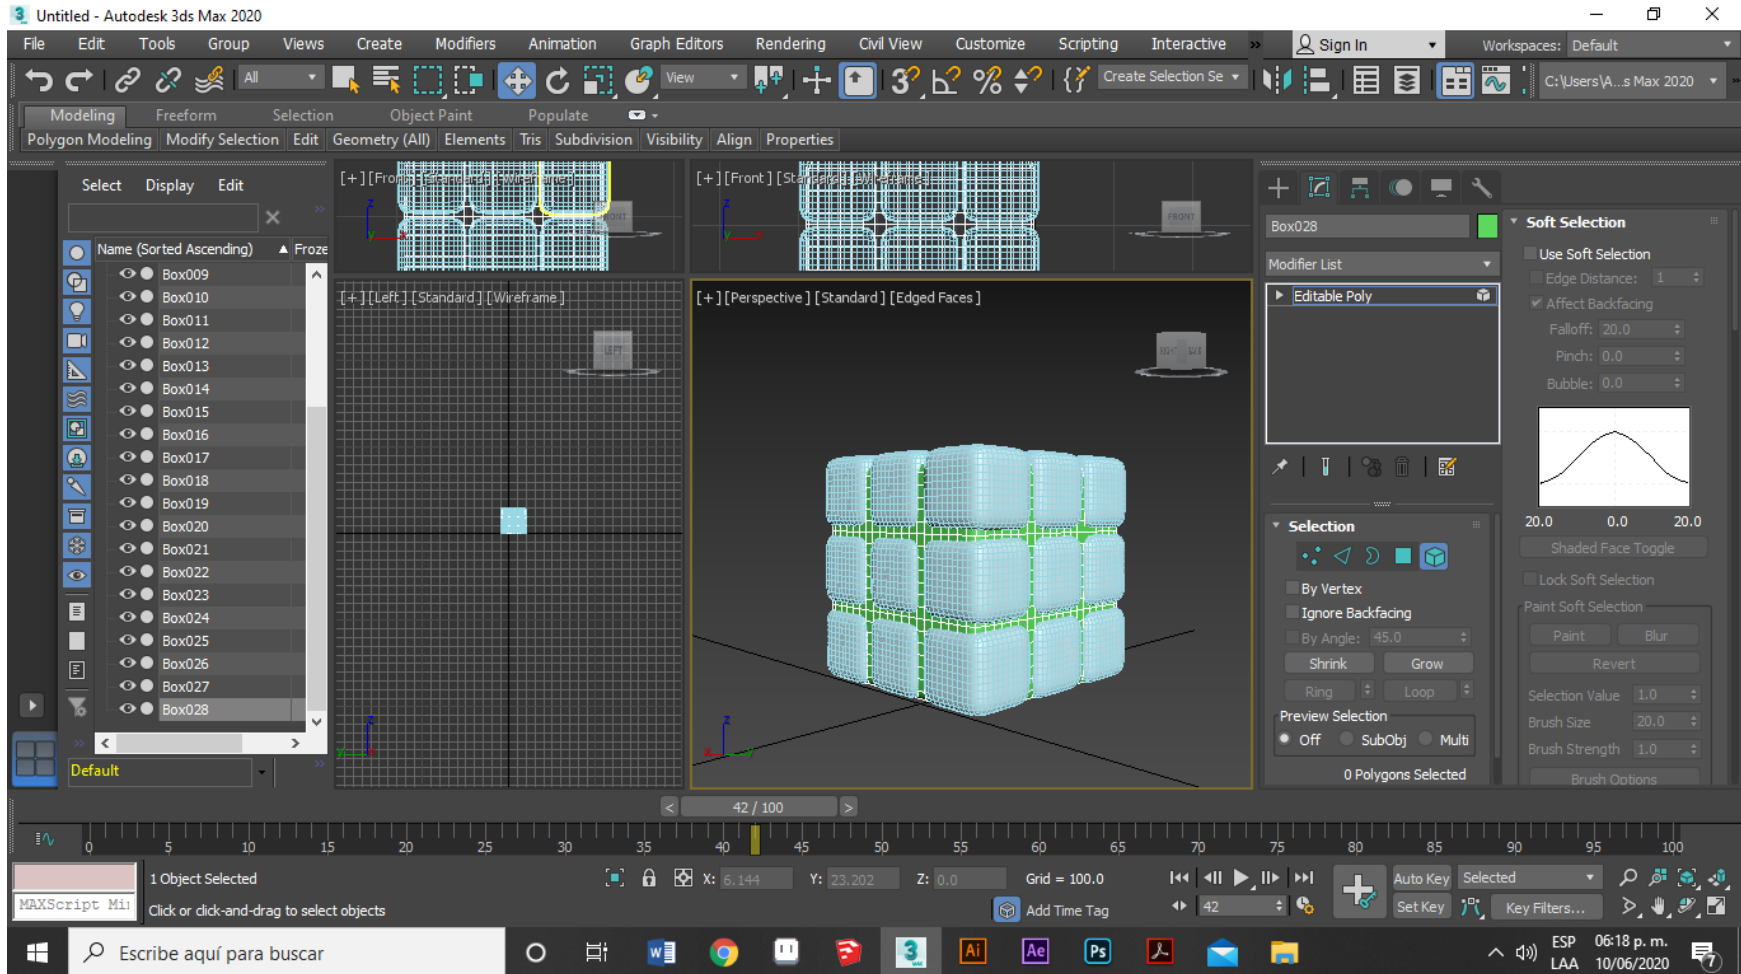 Untitled - Autodesk 3ds Max 2020
File Edit Tools Group Views Create Modifiers Animation Graph Editors Rendering Civil View Customize Scripting Interactive Sign In Workspaces: Default
All View Create Selection Se C:\Users\A...s Max 2020
Modeling Freeform Selection Object Paint Populate
Polygon Modeling Modify Selection Edit Geometry (All) Elements Tris Subdivision Visibility Align Properties
Select Display Edit
Name (Sorted Ascending) Froze
Box009
Box010
Box011
Box012
Box013
Box014
Box015
Box016
Box017
Box018
Box019
Box020
Box021
Box022
Box023
Box024
Box025
Box026
Box027
Box028
Default
[+] [Front] [Standard] [Wireframe]
[+] [Front] [Standard] [Wireframe]
FRONT
[+] [Left] [Standard] [Wireframe]
LEFT
[+] [Perspective] [Standard] [Edged Faces]
Box028
Modifier List
Editable Poly
Selection
By Vertex
Ignore Backfacing
By Angle: 45.0
Shrink Grow
Ring Loop
Preview Selection
Off SubObj Multi
0 Polygons Selected
Soft Selection
Use Soft Selection
Edge Distance: 1
Affect Backfacing
Falloff: 20.0
Pinch: 0.0
Bubble: 0.0
20.0 0.0 20.0
Shaded Face Toggle
Lock Soft Selection
Paint Soft Selection
Paint Blur
Revert
Selection Value 1.0
Brush Size 20.0
Brush Strength 1.0
Brush Options
< 42 / 100 >
0 5 10 15 20 25 30 35 40 45 50 55 60 65 70 75 80 85 90 95 100
1 Object Selected X: 6.144 Y: 23.202 Z: 0.0 Grid = 100.0 Auto Key Selected
MAXScript Mi Click or click-and-drag to select objects Add Time Tag 42 Set Key Key Filters...
Escribe aquí para buscar
ESP 06:18 p. m.
LAA 10/06/2020
7